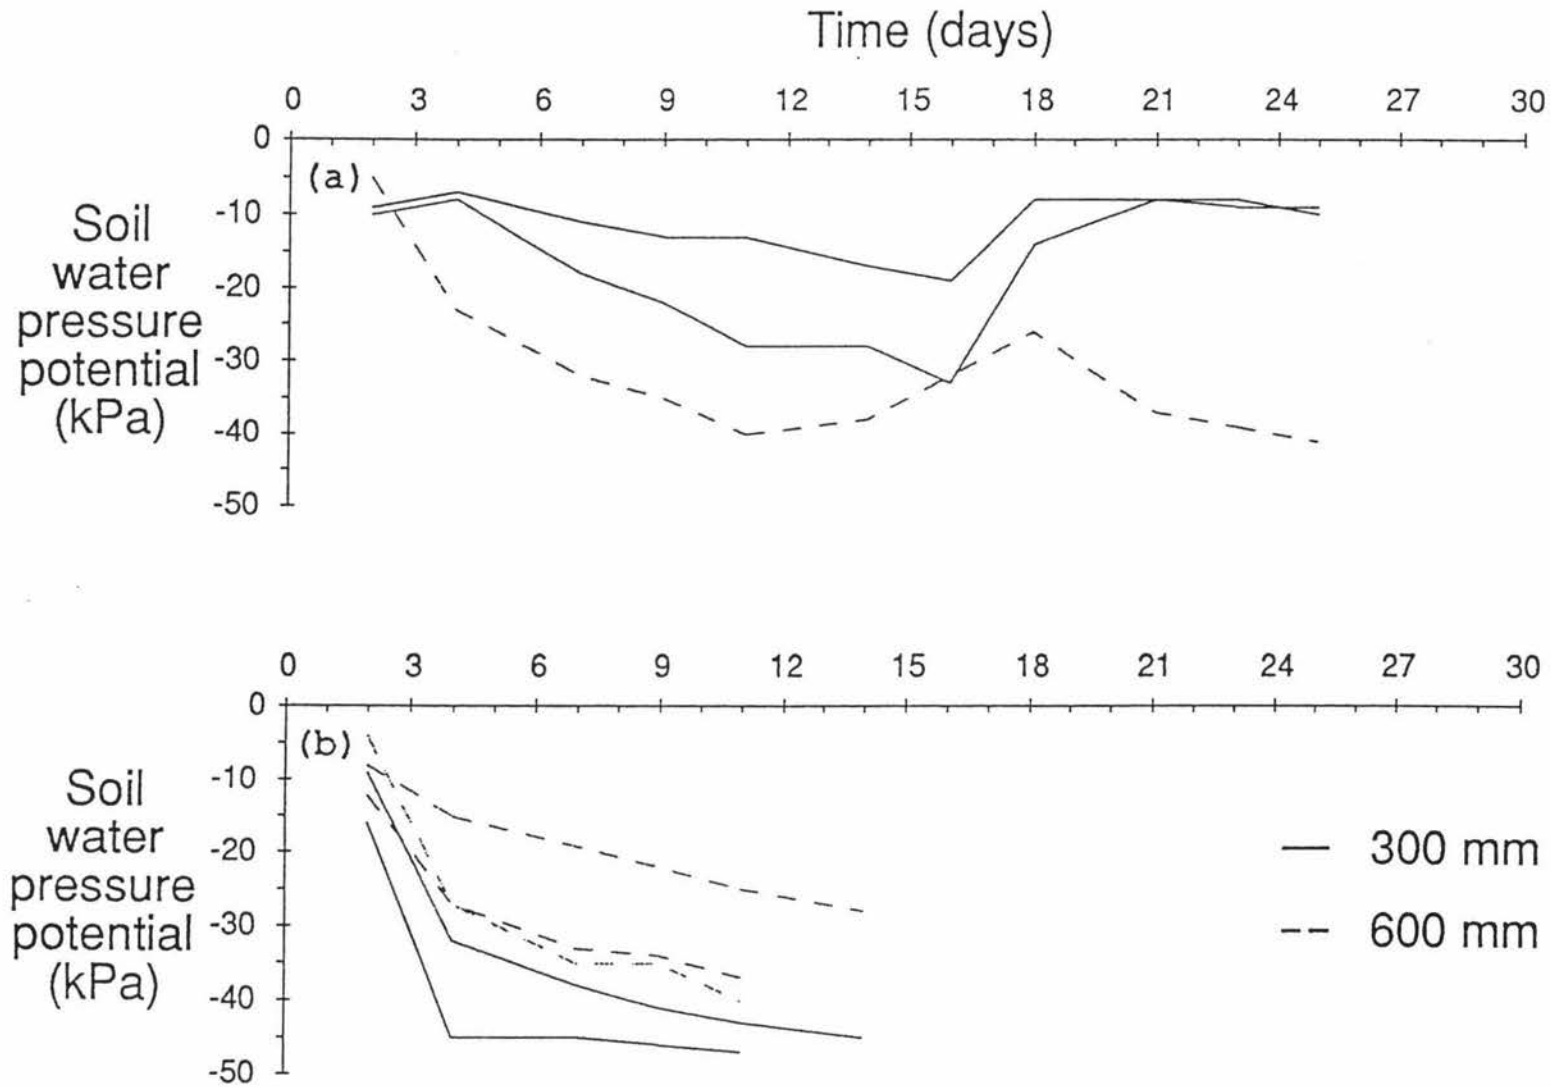 Time (days)
0 3 6 9 12 15 18 21 24 27 30
0
(a)
-10
-20
-30
-40
-50
Soil
water
pressure
potential
(kPa)
0 3 6 9 12 15 18 21 24 27 30
0
(b)
-10
-20
-30
-40
-50
Soil
water
pressure
potential
(kPa)
300 mm
600 mm